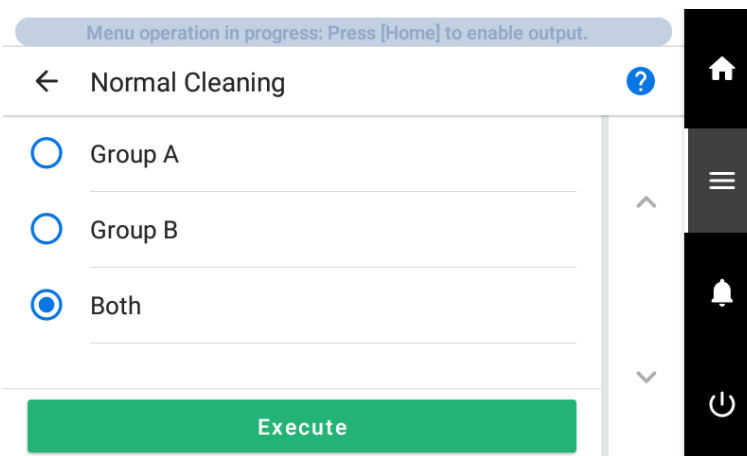 Menu operation in progress: Press [Home] to enable output.
Normal Cleaning
?
Group A
Group B
Both
Execute